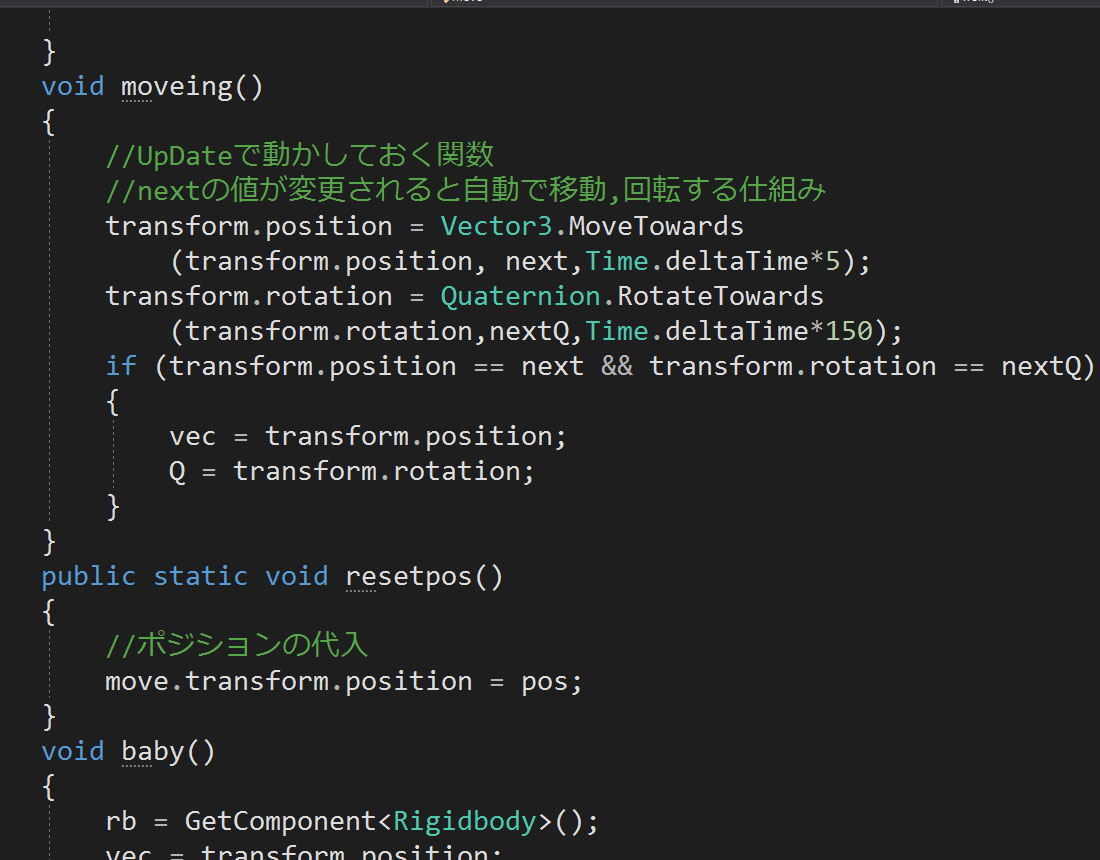 }
void moveing()
{
//UpDateで動かしておく関数
//nextの値が変更されると自動で移動,回転する仕組み
transform.position = Vector3.MoveTowards
(transform.position, next,Time.deltaTime*5);
transform.rotation = Quaternion.RotateTowards
(transform.rotation,nextQ,Time.deltaTime*150);
if (transform.position == next && transform.rotation == nextQ)
{
vec = transform.position;
Q = transform.rotation;
}
}
public static void resetpos()
{
//ポジションの代入
move.transform.position = pos;
}
void baby()
{
rb = GetComponent<Rigidbody>();
vec = transform.position;